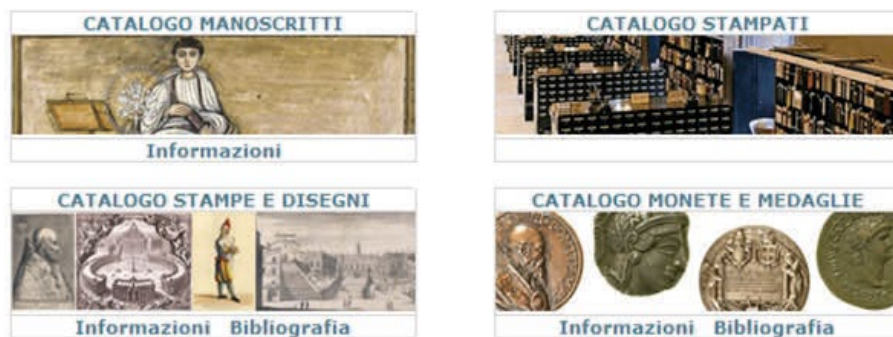 CATALOGO MANOSCRITTI
Informazioni
CATALOGO STAMPATI
CATALOGO STAMPE E DISEGNI
Informazioni Bibliografia
CATALOGO MONETE E MEDAGLIE
Informazioni Bibliografia